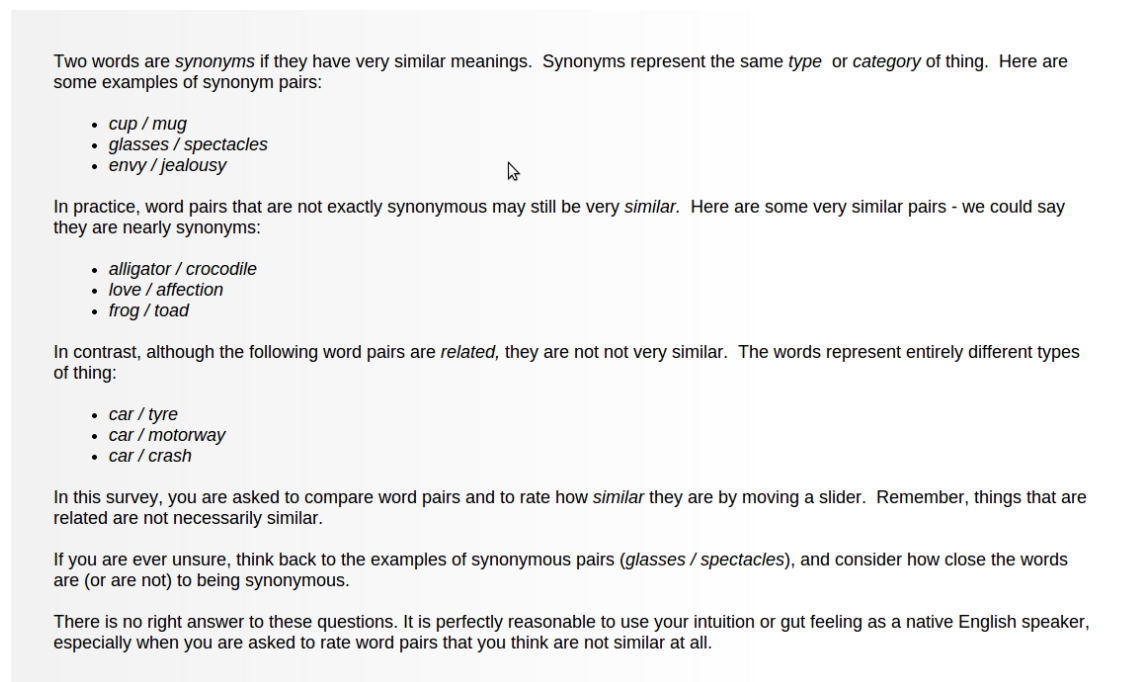 Two words are synonyms if they have very similar meanings.  Synonyms represent the same type  or category of thing.  Here are
some examples of synonym pairs:
• cup / mug
• glasses / spectacles
• envy / jealousy
In practice, word pairs that are not exactly synonymous may still be very similar.  Here are some very similar pairs - we could say
they are nearly synonyms:
• alligator / crocodile
• love / affection
• frog / toad
In contrast, although the following word pairs are related, they are not not very similar.  The words represent entirely different types
of thing:
• car / tyre
• car / motorway
• car / crash
In this survey, you are asked to compare word pairs and to rate how similar they are by moving a slider.  Remember, things that are
related are not necessarily similar.
If you are ever unsure, think back to the examples of synonymous pairs (glasses / spectacles), and consider how close the words
are (or are not) to being synonymous.
There is no right answer to these questions. It is perfectly reasonable to use your intuition or gut feeling as a native English speaker,
especially when you are asked to rate word pairs that you think are not similar at all.